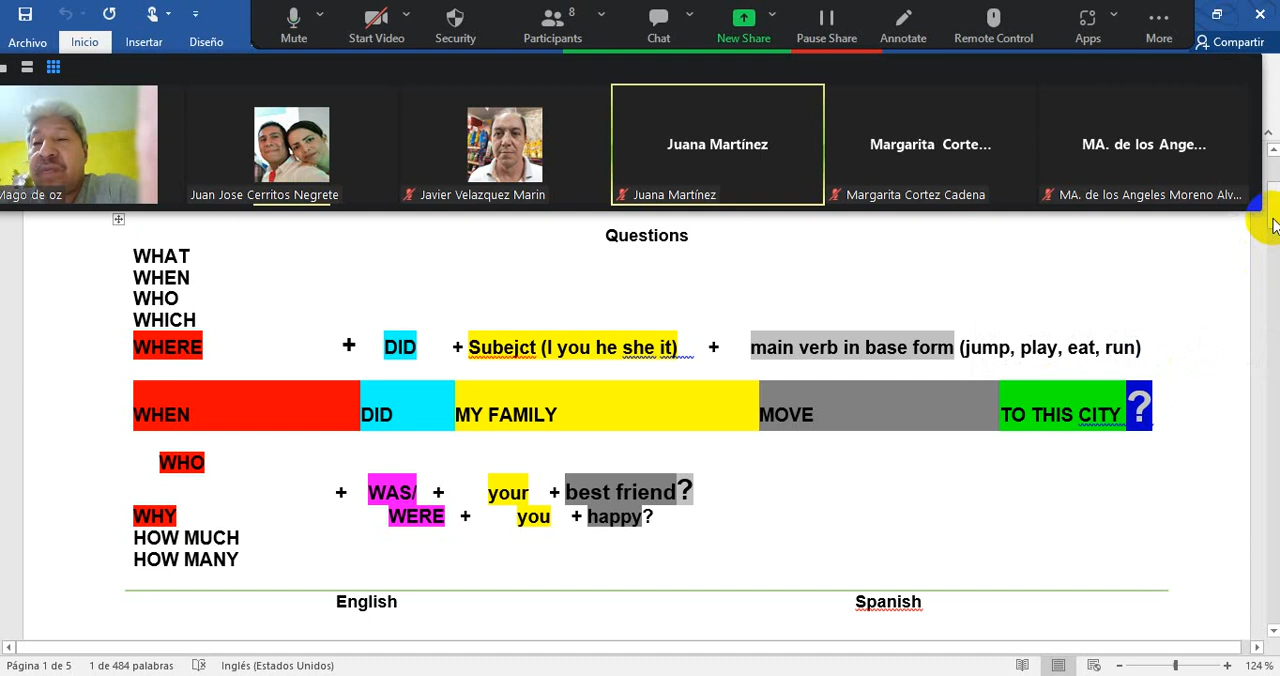 Archivo Inicio Insertar Diseño
Mute Start Video Security Participants 8 Chat New Share Pause Share Annotate Remote Control Apps More
Compartir
Juana Martínez Margarita Corte... MA. de los Ange...
Mago de oz Juan Jose Cerritos Negrete Javier Velazquez Marin Juana Martínez Margarita Cortez Cadena MA. de los Angeles Moreno Alv...
Questions
WHAT
WHEN
WHO
WHICH
WHERE + DID + Subejct (I you he she it) + main verb in base form (jump, play, eat, run)
WHEN DID MY FAMILY MOVE TO THIS CITY ?
WHO
+ WAS/ + your + best friend?
WHY WERE + you + happy?
HOW MUCH
HOW MANY
English Spanish
Página 1 de 5 1 de 484 palabras Inglés (Estados Unidos) 124 %